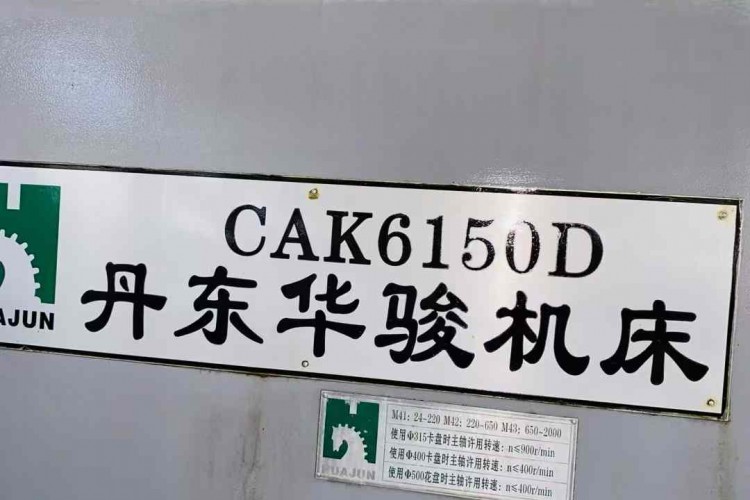 CAK6150D
丹东华骏机床
AJUN
M41: 24-220 M42: 220-650 M43: 650-2000
使用Φ315卡盘时主轴许用转速: n≤900r/min
使用Φ400卡盘时主轴许用转速: n≤400r/min
使用Φ500花盘时主轴许用转速: n≤400r/min
HUAJUN